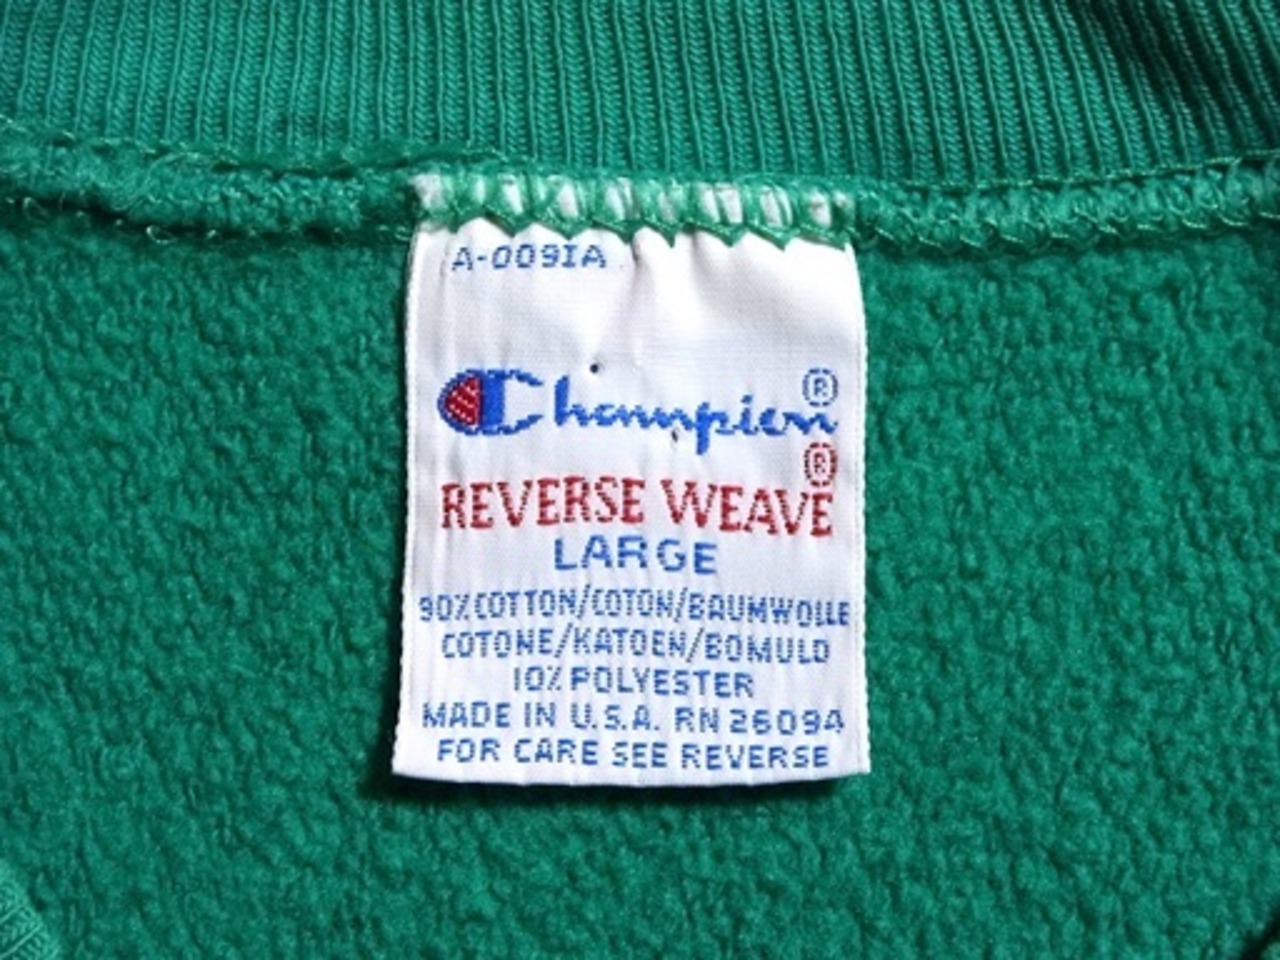 A-009IA
Champion®
REVERSE WEAVE®
LARGE
90% COTTON/COTON/BAUMWOLLE
COTONE/KATOEN/BOMULD
10% POLYESTER
MADE IN U.S.A. RN 26094
FOR CARE SEE REVERSE